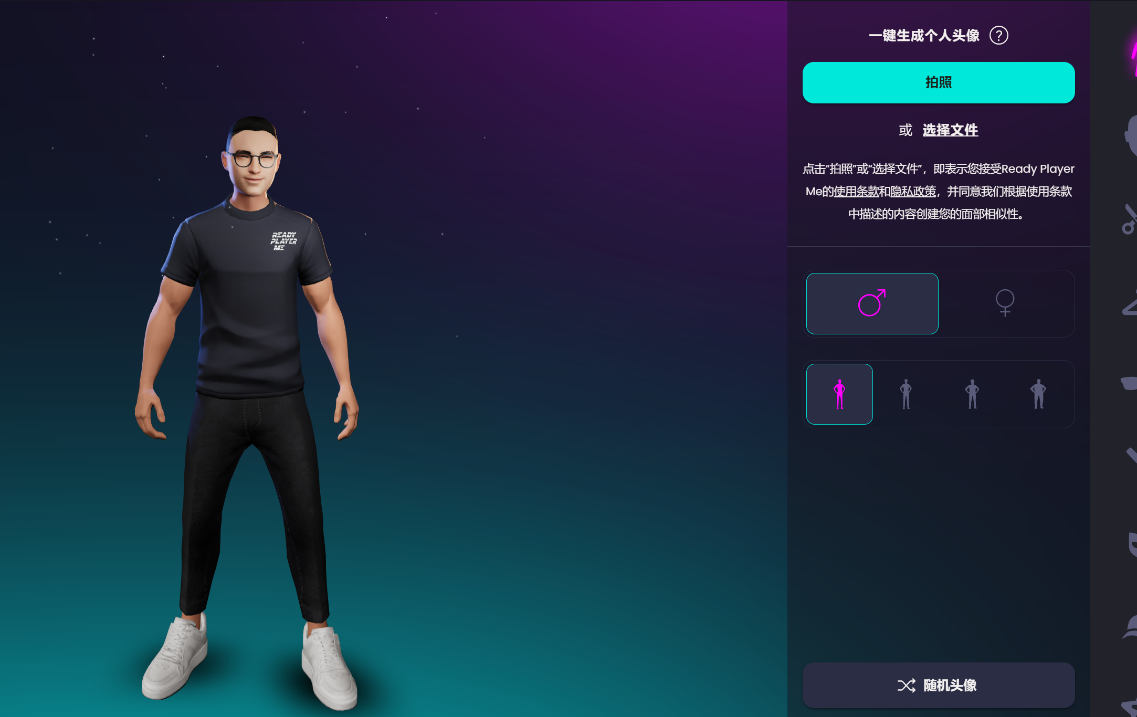 一键生成个人头像 ?
拍照
或 选择文件
点击“拍照”或“选择文件”，即表示您接受Ready Player
Me的使用条款和隐私政策，并同意我们根据使用条款
中描述的内容创建您的面部相似性。
READY
PLAYER
ME
随机头像